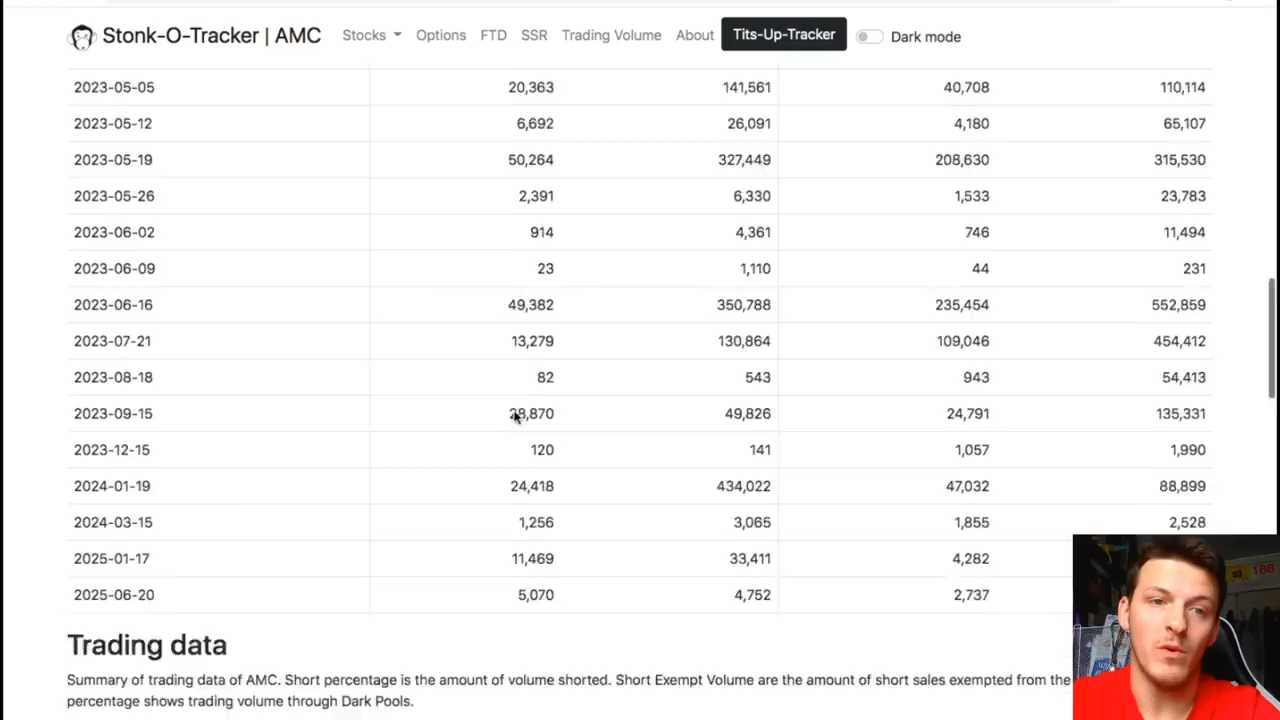 Stonk-O-Tracker | AMC Stocks Options FTD SSR Trading Volume About Tits-Up-Tracker Dark mode
2023-05-05 20,363 141,561 40,708 110,114
2023-05-12 6,692 26,091 4,180 65,107
2023-05-19 50,264 327,449 208,630 315,530
2023-05-26 2,391 6,330 1,533 23,783
2023-06-02 914 4,361 746 11,494
2023-06-09 23 1,110 44 231
2023-06-16 49,382 350,788 235,454 552,859
2023-07-21 13,279 130,864 109,046 454,412
2023-08-18 82 543 943 54,413
2023-09-15 28,870 49,826 24,791 135,331
2023-12-15 120 141 1,057 1,990
2024-01-19 24,418 434,022 47,032 88,899
2024-03-15 1,256 3,065 1,855 2,528
2025-01-17 11,469 33,411 4,282
2025-06-20 5,070 4,752 2,737
Trading data
Summary of trading data of AMC. Short percentage is the amount of volume shorted. Short Exempt Volume are the amount of short sales exempted from the
percentage shows trading volume through Dark Pools.
93 188